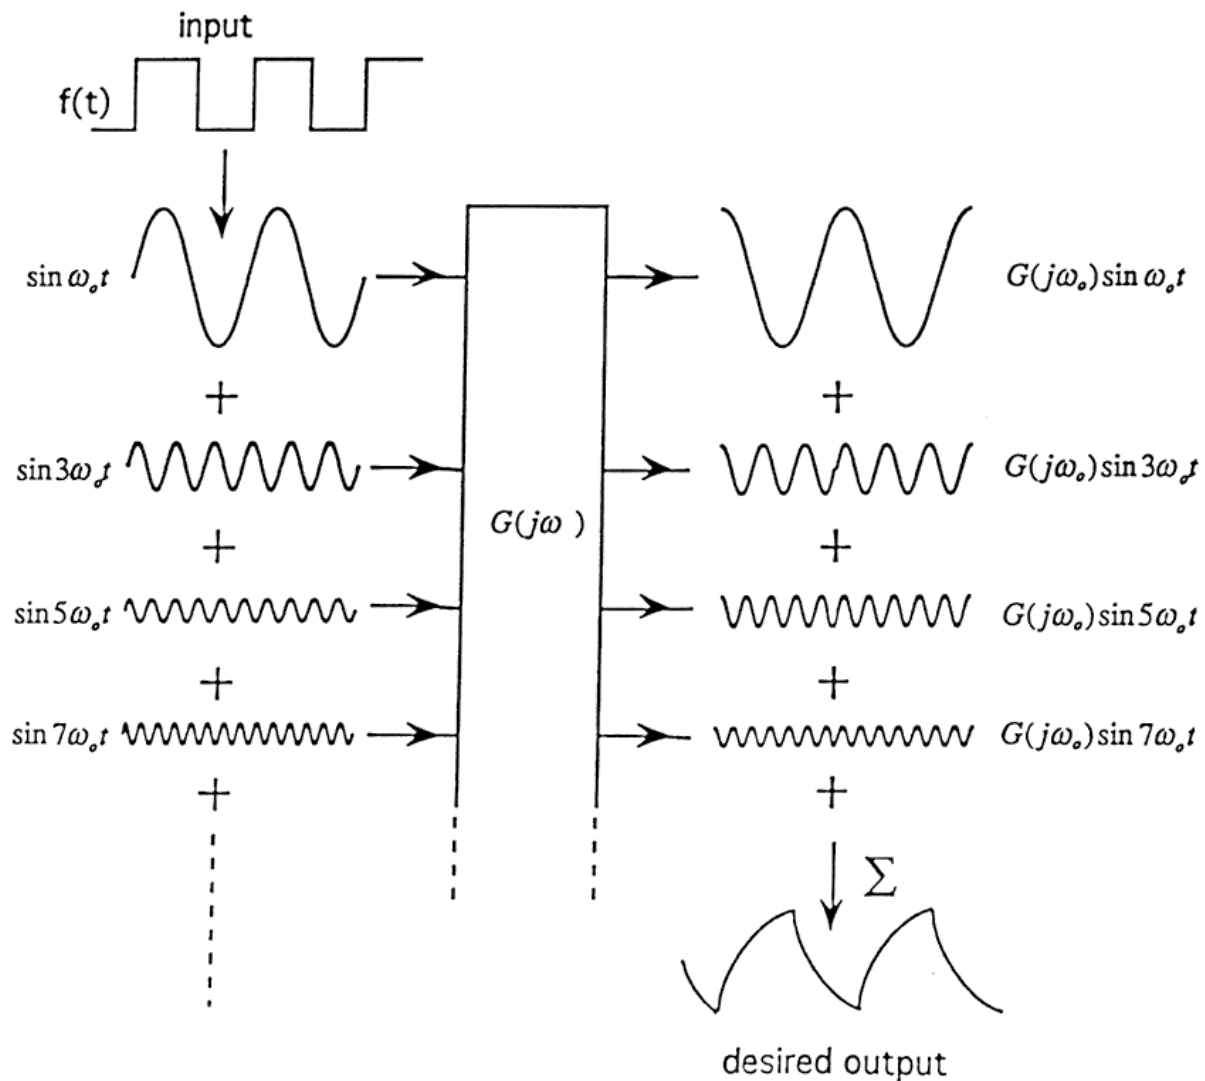 input
f(t)
sin ω₀t
G(jω₀) sin ω₀t
+ +
sin 3ω₀t
G(jω₀) sin 3ω₀t
G(jω )
+ +
sin 5ω₀t
G(jω₀) sin 5ω₀t
+ +
sin 7ω₀t
G(jω₀) sin 7ω₀t
+ +
Σ
desired output